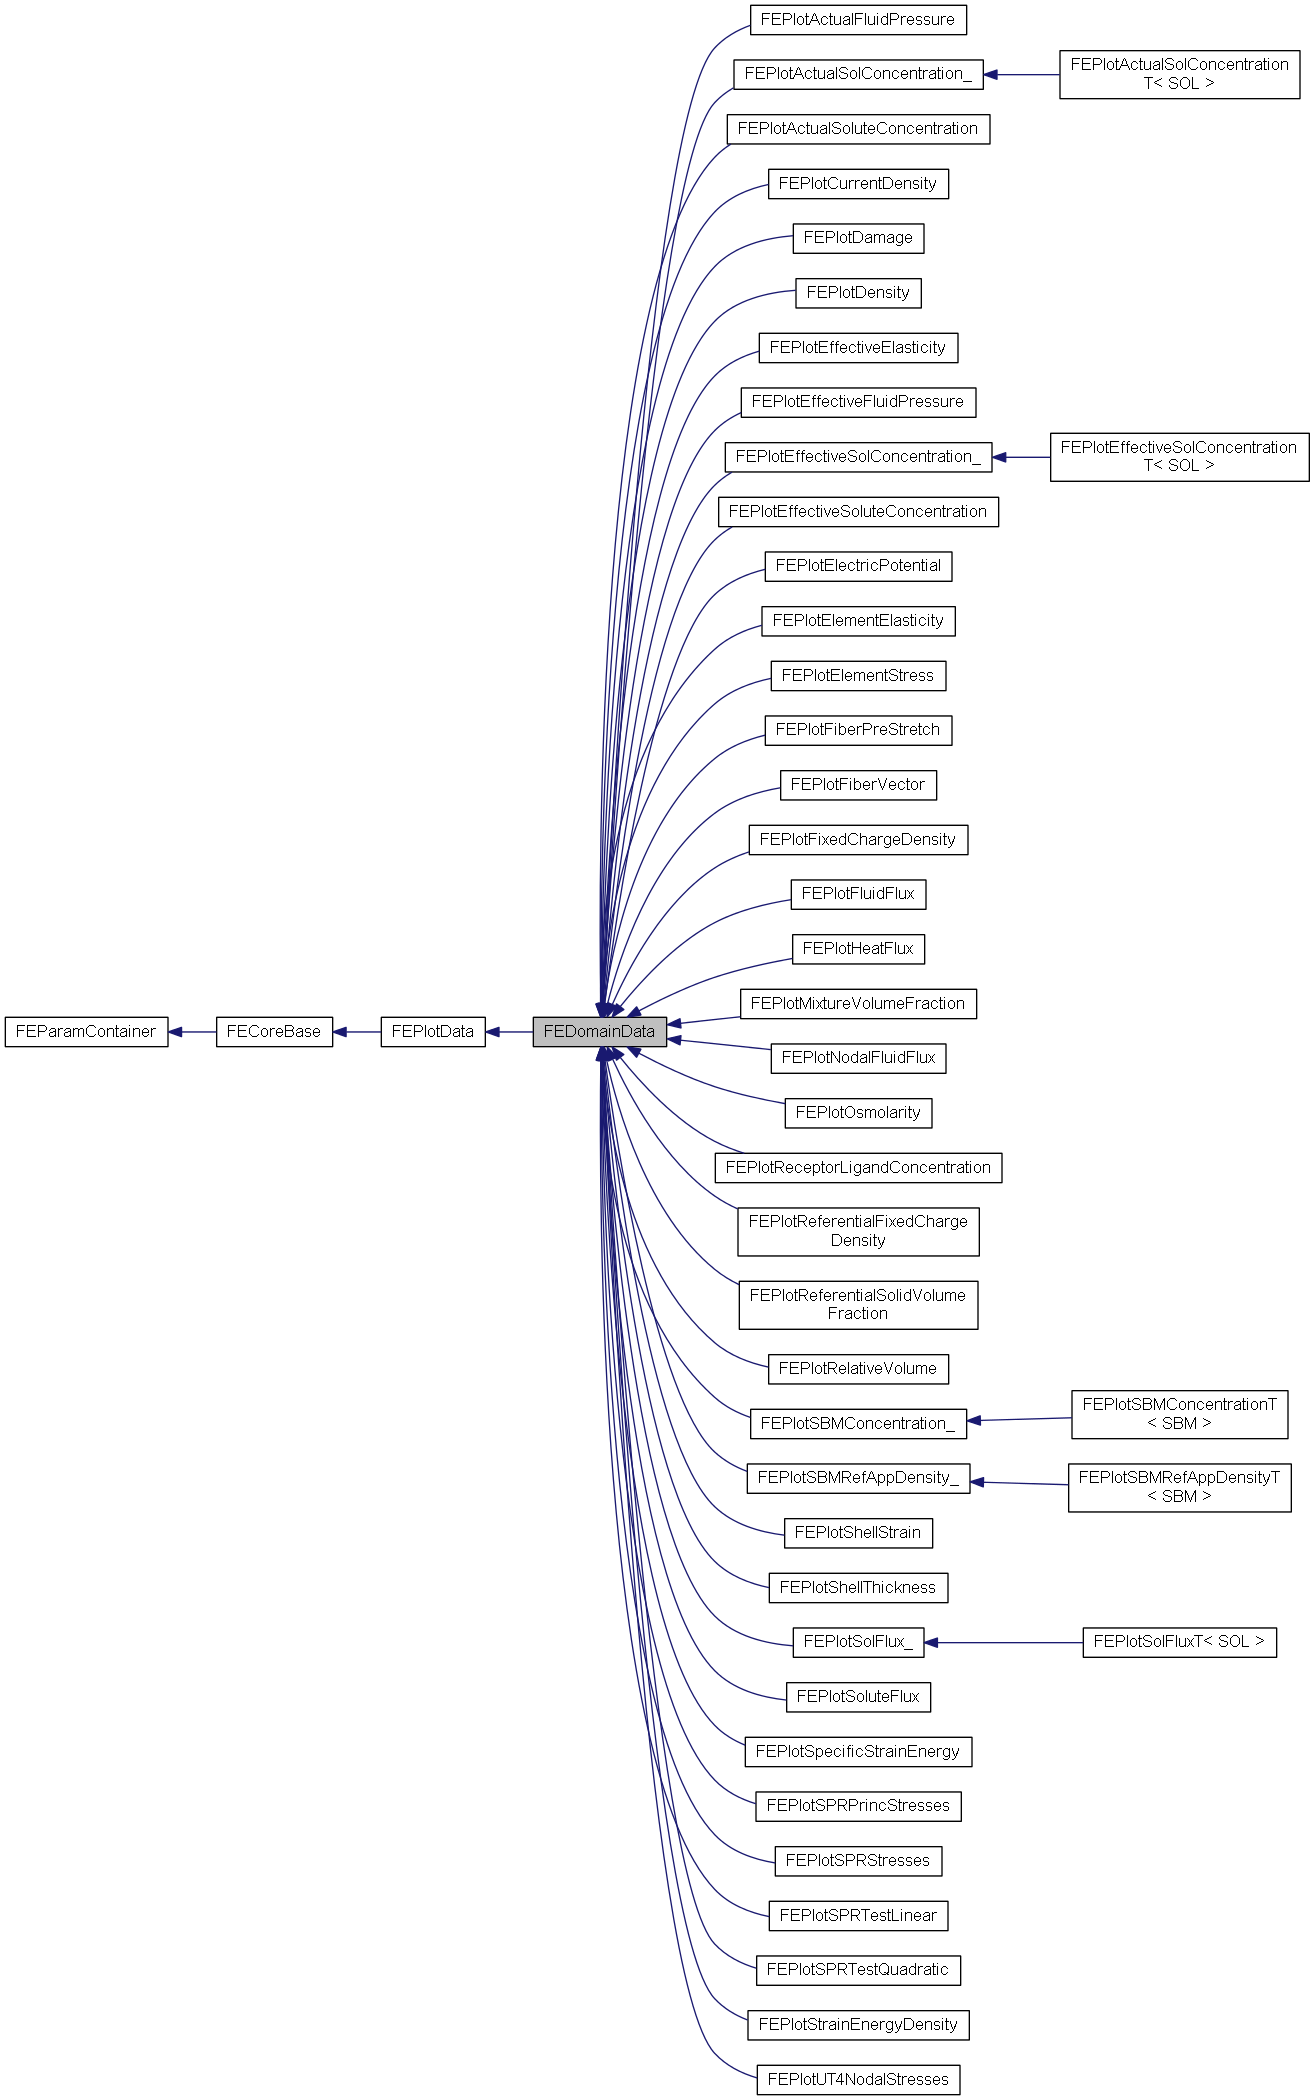 FEPlotActualFluidPressure
FEPlotActualSolConcentration_
FEPlotActualSolConcentration
T< SOL >
FEPlotActualSoluteConcentration
FEPlotCurrentDensity
FEPlotDamage
FEPlotDensity
FEPlotEffectiveElasticity
FEPlotEffectiveFluidPressure
FEPlotEffectiveSolConcentration_
FEPlotEffectiveSolConcentration
T< SOL >
FEPlotEffectiveSoluteConcentration
FEPlotElectricPotential
FEPlotElementElasticity
FEPlotElementStress
FEPlotFiberPreStretch
FEPlotFiberVector
FEPlotFixedChargeDensity
FEPlotFluidFlux
FEPlotHeatFlux
FEPlotMixtureVolumeFraction
FEParamContainer
FECoreBase
FEPlotData
FEDomainData
FEPlotNodalFluidFlux
FEPlotOsmolarity
FEPlotReceptorLigandConcentration
FEPlotReferentialFixedCharge
Density
FEPlotReferentialSolidVolume
Fraction
FEPlotRelativeVolume
FEPlotSBMConcentration_
FEPlotSBMConcentrationT
< SBM >
FEPlotSBMRefAppDensity_
FEPlotSBMRefAppDensityT
< SBM >
FEPlotShellStrain
FEPlotShellThickness
FEPlotSolFlux_
FEPlotSolFluxT< SOL >
FEPlotSoluteFlux
FEPlotSpecificStrainEnergy
FEPlotSPRPrincStresses
FEPlotSPRStresses
FEPlotSPRTestLinear
FEPlotSPRTestQuadratic
FEPlotStrainEnergyDensity
FEPlotUT4NodalStresses